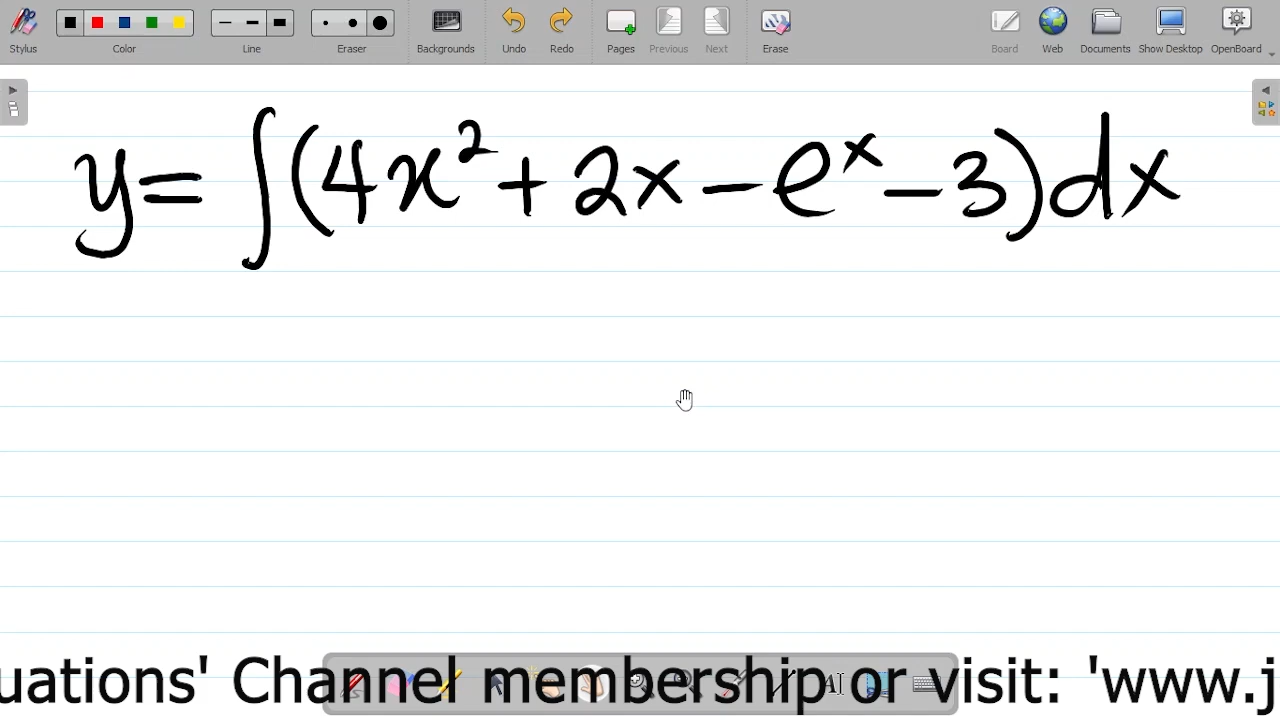 Stylus Color Line Eraser Backgrounds Undo Redo Pages Previous Next Erase Board Web Documents Show Desktop OpenBoard
y = ∫(4x² + 2x − eˣ − 3)dx
uations' Channel membership or visit: 'www.j